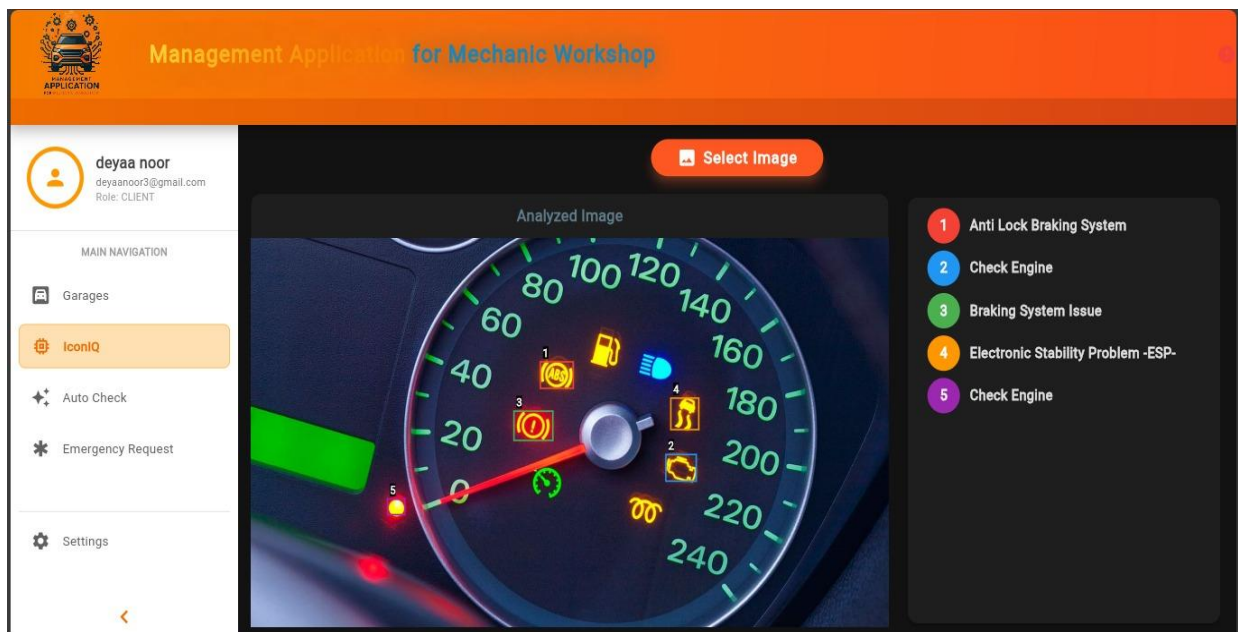 MANAGEMENT
APPLICATION
Management Application for Mechanic Workshop
deyaa noor
deyaanoor3@gmail.com
Role: CLIENT
MAIN NAVIGATION
Garages
IconIQ
Auto Check
Emergency Request
Settings
Select Image
Analyzed Image
0
20
40
60
80
100
120
140
160
180
200
220
240
1
ABS
3
4
2
5
1 Anti Lock Braking System
2 Check Engine
3 Braking System Issue
4 Electronic Stability Problem -ESP-
5 Check Engine